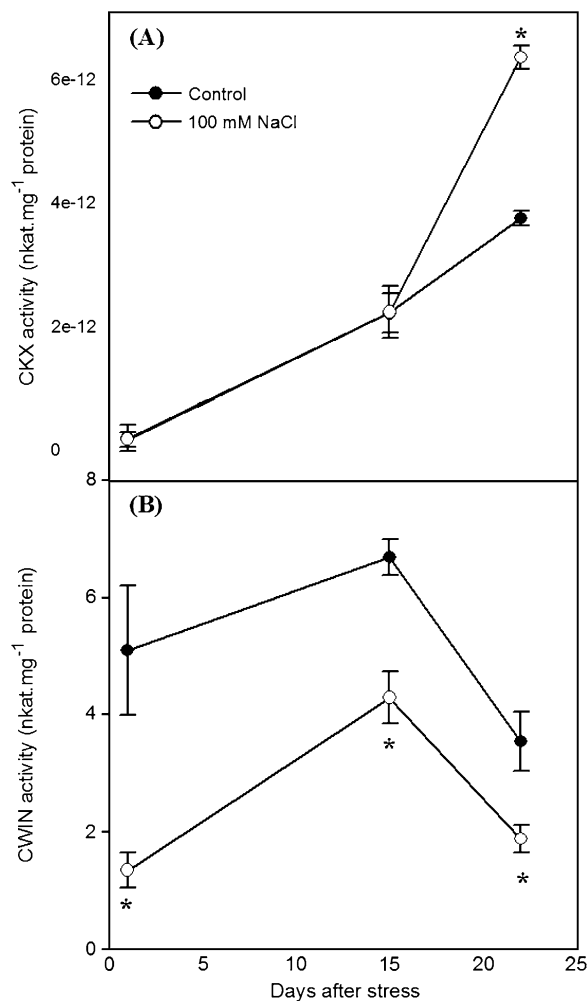 (A)
*
6e-12
Control
100 mM NaCl
4e-12
2e-12
0
CKX activity (nkat.mg-1 protein)
8
(B)
6
4
2
0
*
*
*
CWIN activity (nkat.mg-1 protein)
0 5 10 15 20 25
Days after stress